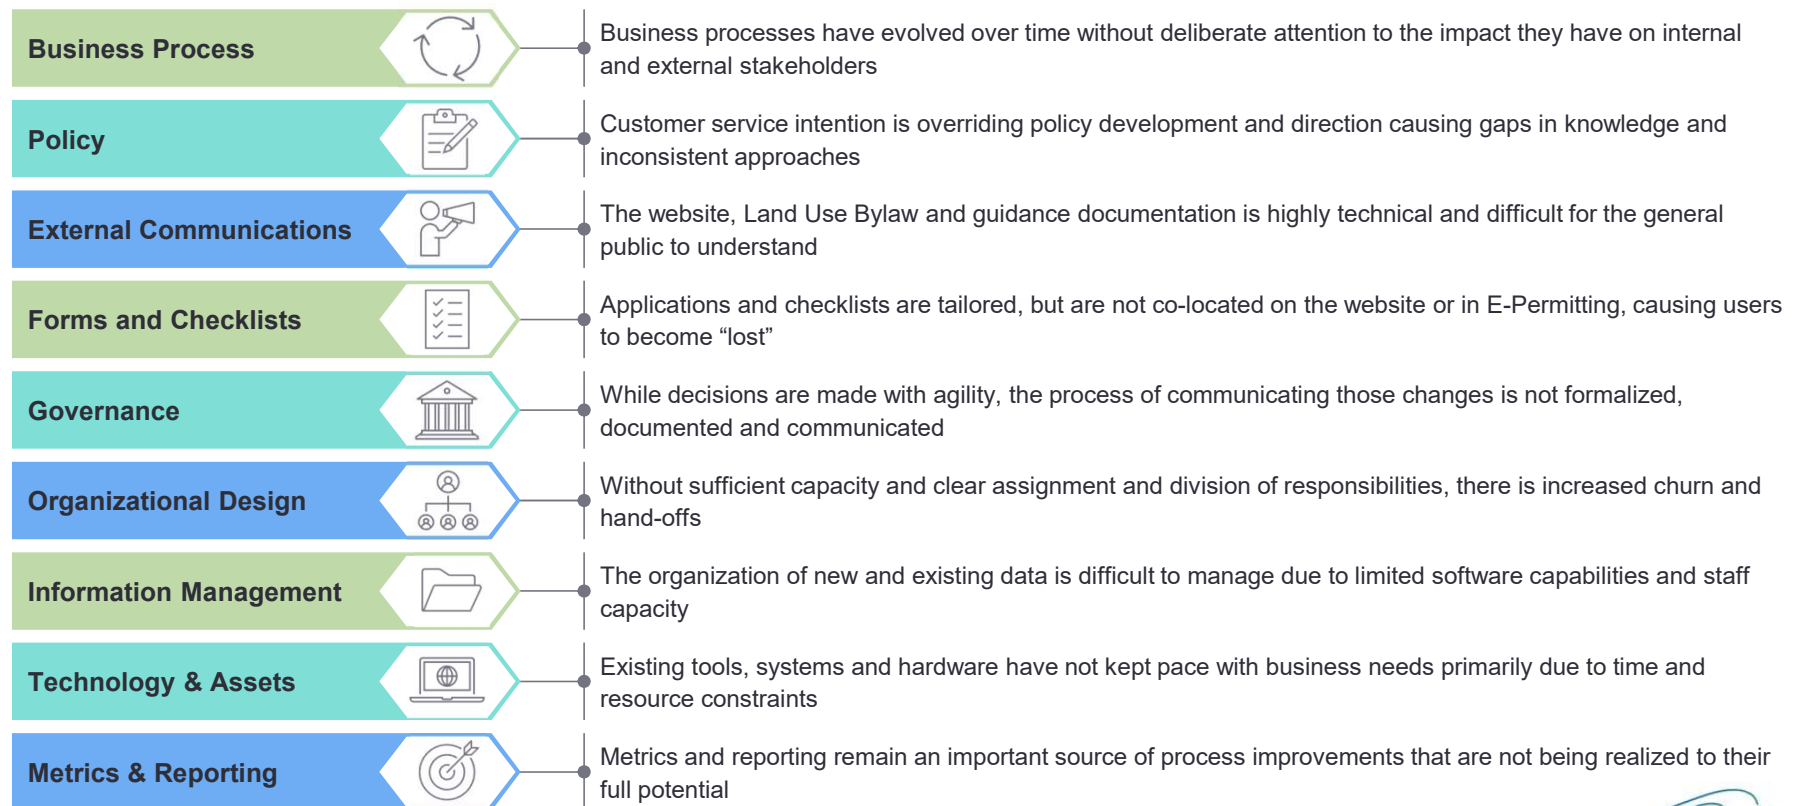 Business Process
Business processes have evolved over time without deliberate attention to the impact they have on internal
and external stakeholders
Policy
Customer service intention is overriding policy development and direction causing gaps in knowledge and
inconsistent approaches
External Communications
The website, Land Use Bylaw and guidance documentation is highly technical and difficult for the general
public to understand
Forms and Checklists
Applications and checklists are tailored, but are not co-located on the website or in E-Permitting, causing users
to become “lost”
Governance
While decisions are made with agility, the process of communicating those changes is not formalized,
documented and communicated
Organizational Design
Without sufficient capacity and clear assignment and division of responsibilities, there is increased churn and
hand-offs
Information Management
The organization of new and existing data is difficult to manage due to limited software capabilities and staff
capacity
Technology & Assets
Existing tools, systems and hardware have not kept pace with business needs primarily due to time and
resource constraints
Metrics & Reporting
Metrics and reporting remain an important source of process improvements that are not being realized to their
full potential